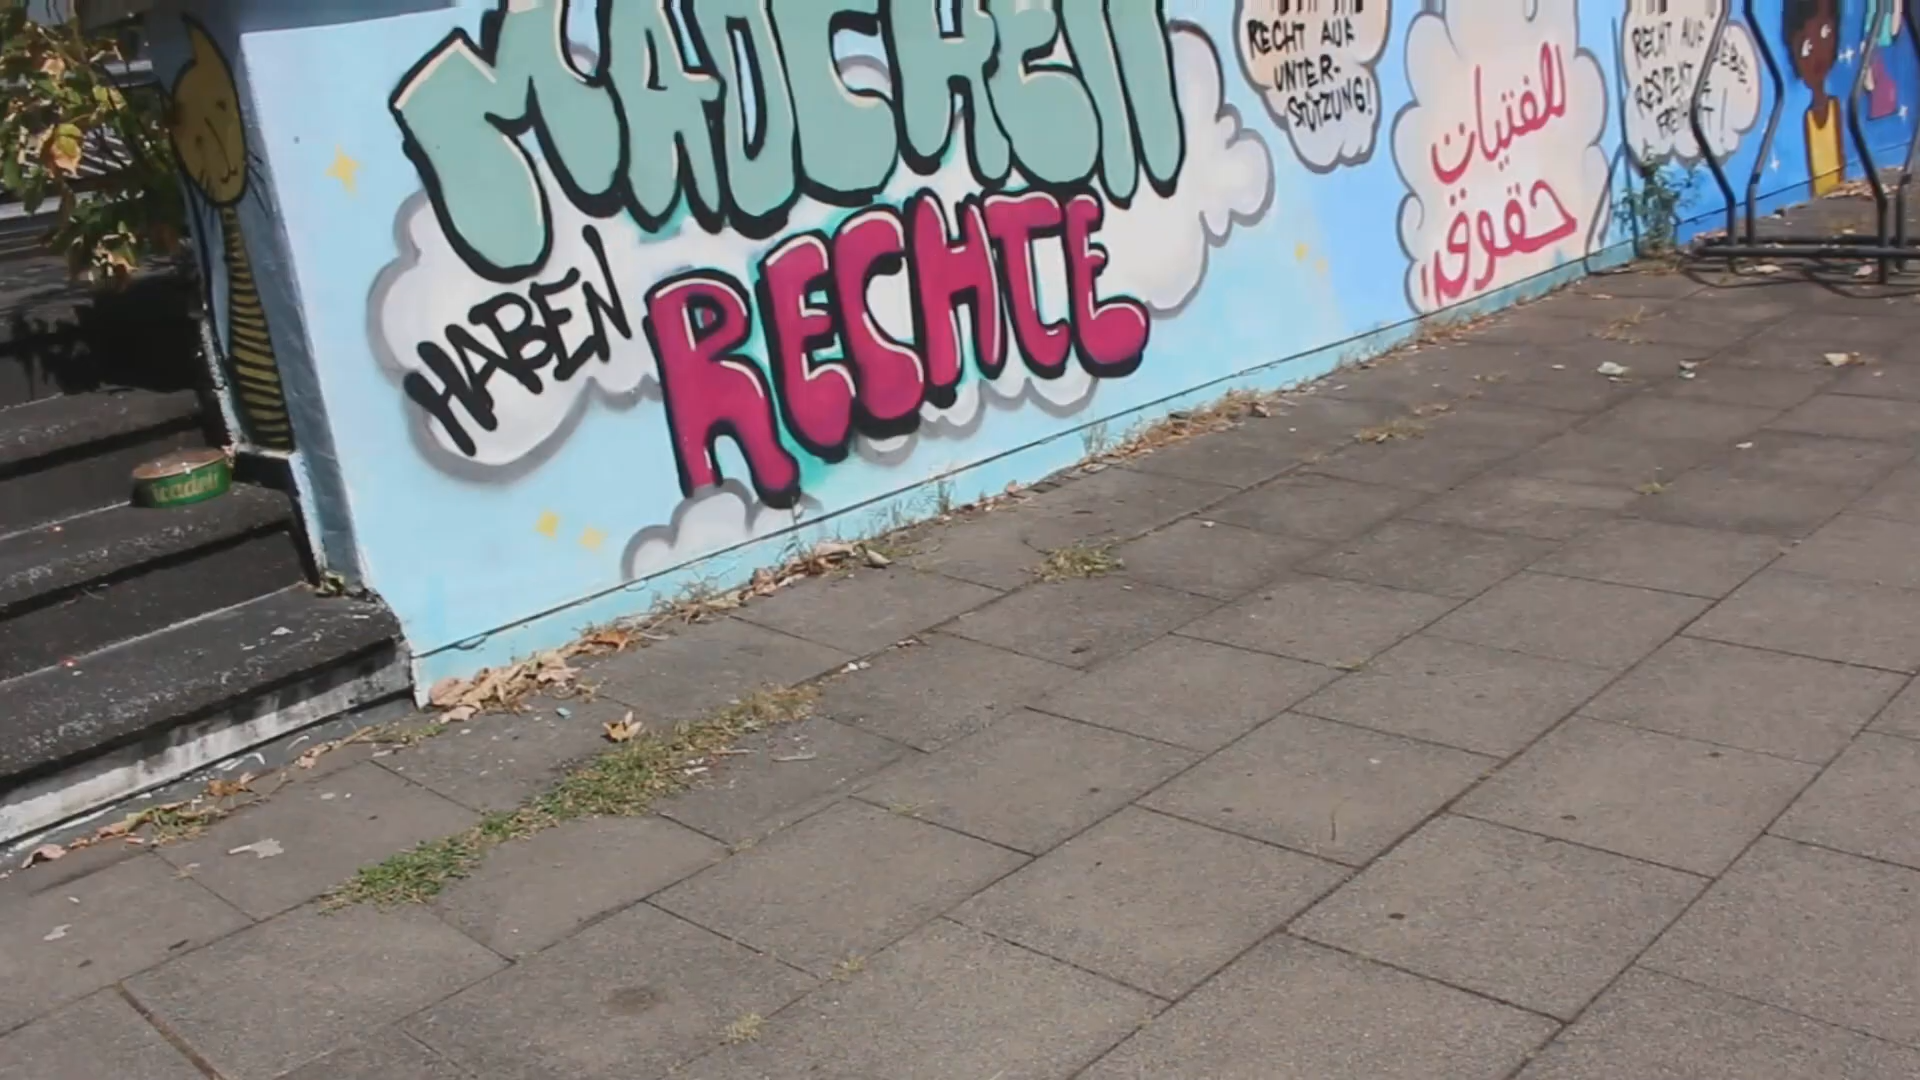 MÄDCHEN
HABEN
RECHTE
RECHT AUF
UNTER-
STÜTZUNG!
للفتيات
حقوق!!
RECHT AUF
RESPEKT